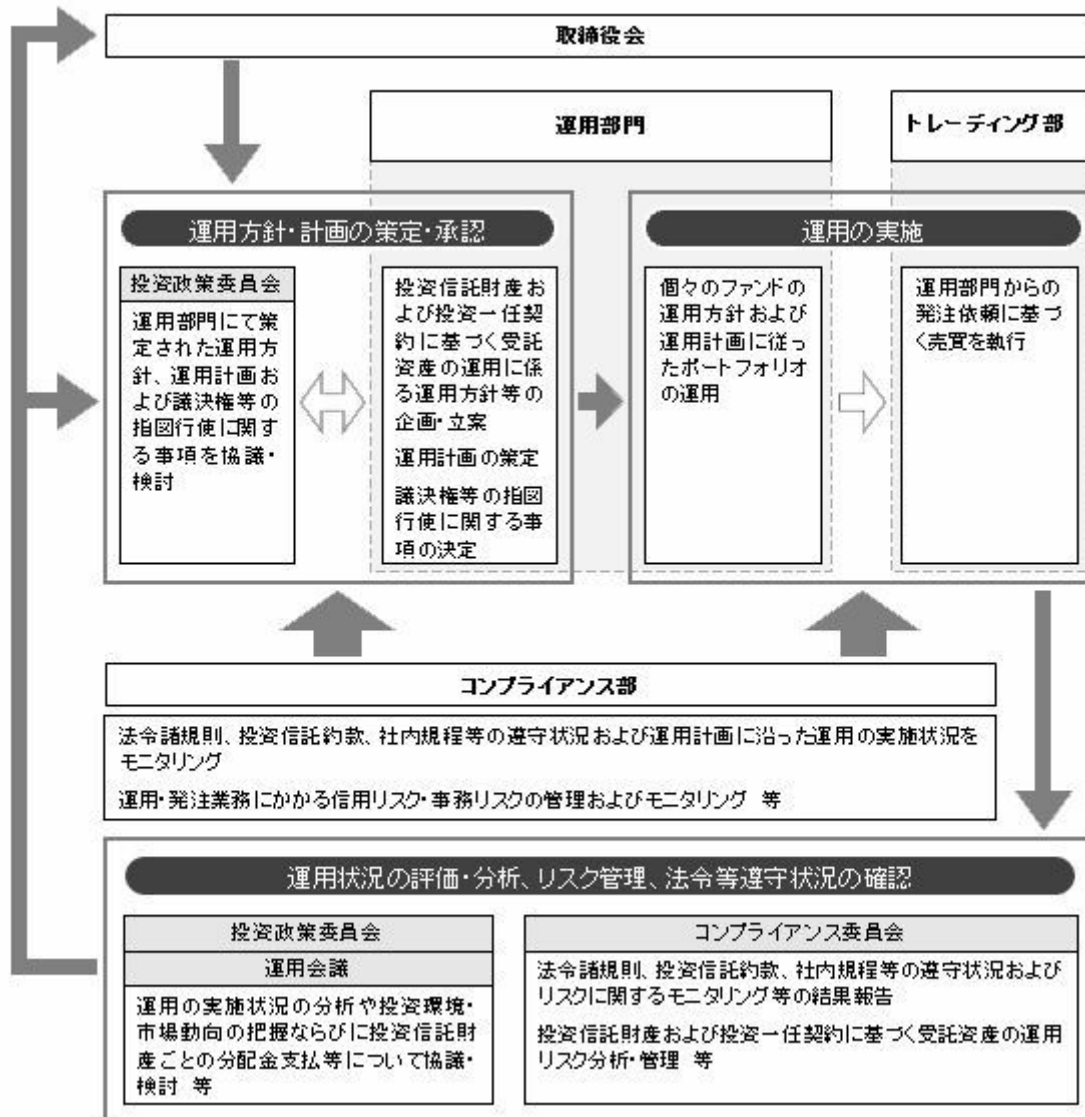 取締役会
運用部門
トレーディング部
運用方針・計画の策定・承認
投資政策委員会
運用部門にて策
定された運用方
針、運用計画お
よび議決権等の
指図行使に関す
る事項を協議・
検討
投資信託財産お
よび投資一任契
約に基づく受託
資産の運用に係
る運用方針等の
企画・立案
運用計画の策定
議決権等の指図
行使に関する事
項の決定
運用の実施
個々のファンドの
運用方針および
運用計画に従っ
たポートフォリオ
の運用
運用部門からの
発注依頼に基づ
く売買を執行
コンプライアンス部
法令諸規則、投資信託約款、社内規程等の遵守状況および運用計画に沿った運用の実施状況を
モニタリング
運用・発注業務にかかる信用リスク・事務リスクの管理およびモニタリング 等
運用状況の評価・分析、リスク管理、法令等遵守状況の確認
投資政策委員会
運用会議
運用の実施状況の分析や投資環境・
市場動向の把握ならびに投資信託財
産ごとの分配金支払等について協議・
検討 等
コンプライアンス委員会
法令諸規則、投資信託約款、社内規程等の遵守状況および
リスクに関するモニタリング等の結果報告
投資信託財産および投資一任契約に基づく受託資産の運用
リスク分析・管理 等